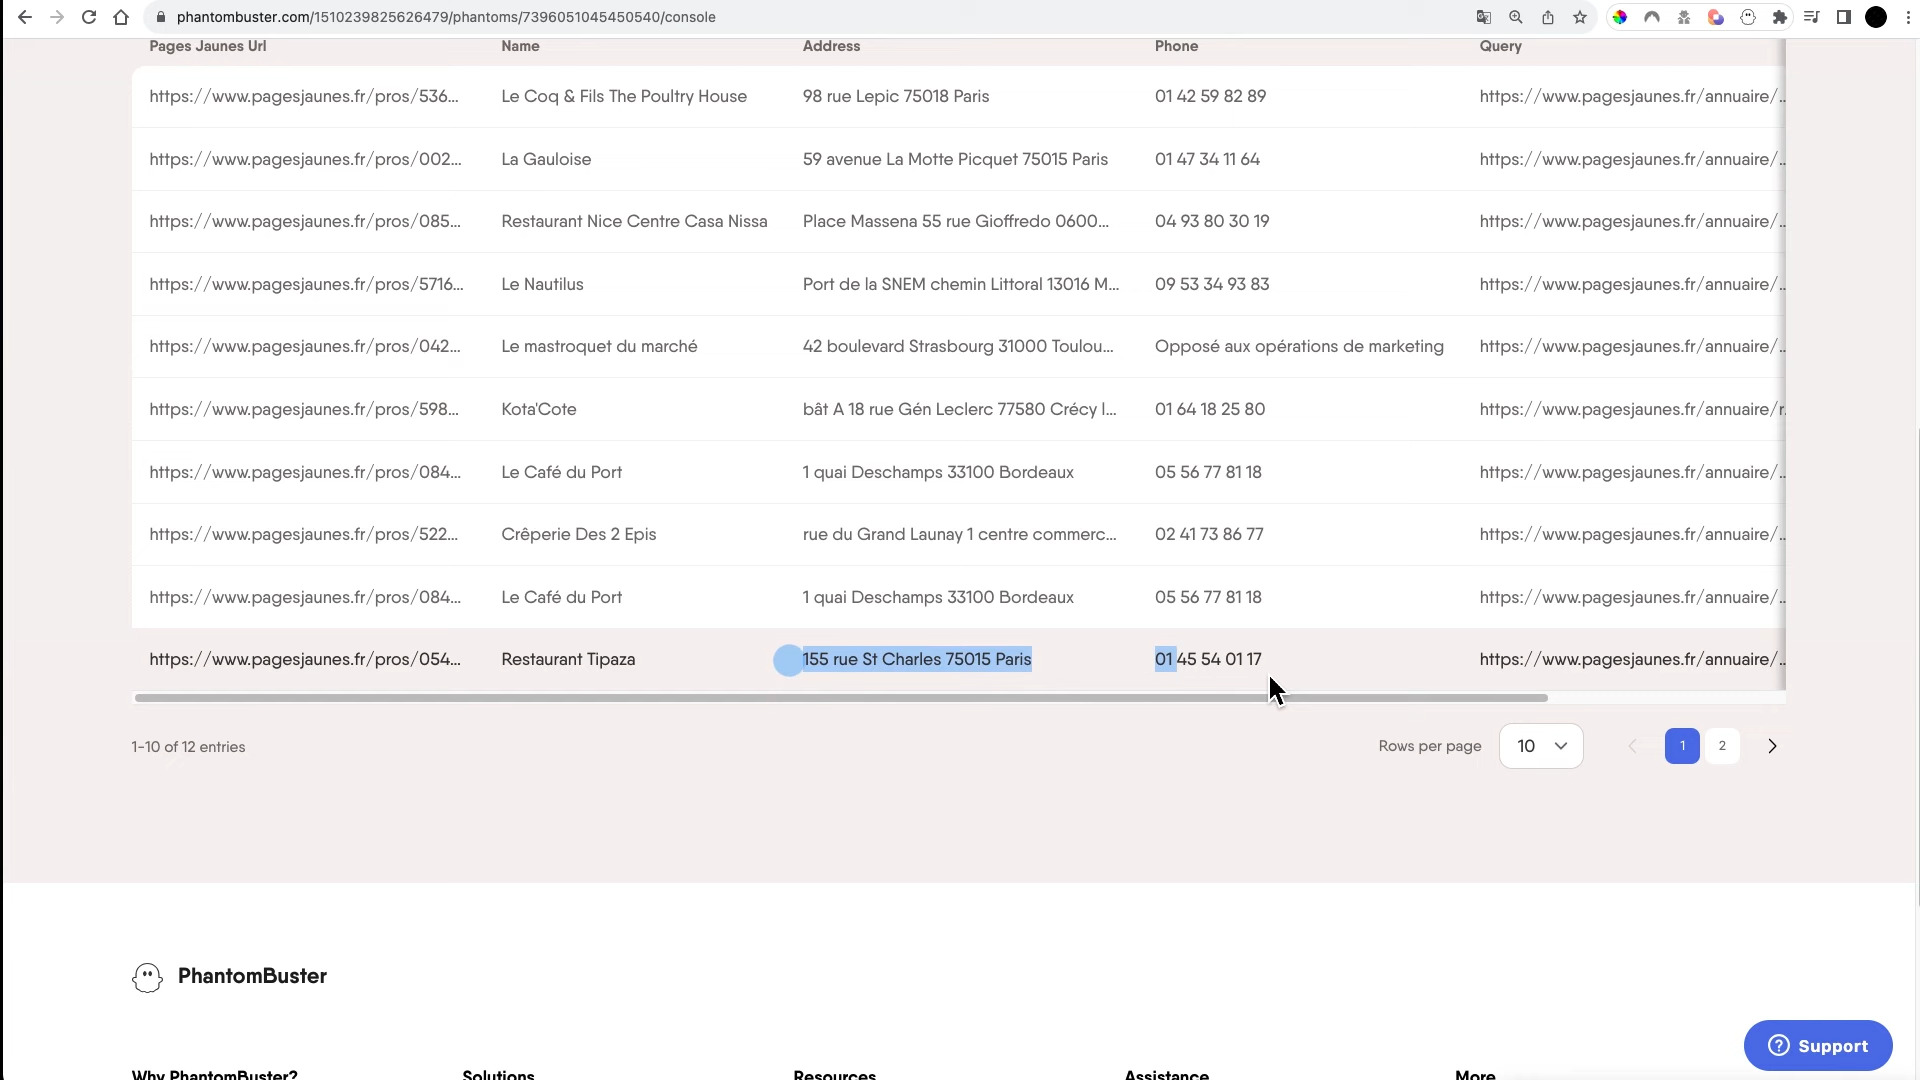 phantombuster.com/1510239825626479/phantoms/7396051045450540/console
Pages Jaunes Url Name Address Phone Query
https://www.pagesjaunes.fr/pros/536... Le Coq & Fils The Poultry House 98 rue Lepic 75018 Paris 01 42 59 82 89 https://www.pagesjaunes.fr/annuaire/..
https://www.pagesjaunes.fr/pros/002... La Gauloise 59 avenue La Motte Picquet 75015 Paris 01 47 34 11 64 https://www.pagesjaunes.fr/annuaire/..
https://www.pagesjaunes.fr/pros/085... Restaurant Nice Centre Casa Nissa Place Massena 55 rue Gioffredo 0600... 04 93 80 30 19 https://www.pagesjaunes.fr/annuaire/..
https://www.pagesjaunes.fr/pros/5716... Le Nautilus Port de la SNEM chemin Littoral 13016 M... 09 53 34 93 83 https://www.pagesjaunes.fr/annuaire/..
https://www.pagesjaunes.fr/pros/042... Le mastroquet du marché 42 boulevard Strasbourg 31000 Toulou... Opposé aux opérations de marketing https://www.pagesjaunes.fr/annuaire/..
https://www.pagesjaunes.fr/pros/598... Kota'Cote bât A 18 rue Gén Leclerc 77580 Crécy l... 01 64 18 25 80 https://www.pagesjaunes.fr/annuaire/r.
https://www.pagesjaunes.fr/pros/084... Le Café du Port 1 quai Deschamps 33100 Bordeaux 05 56 77 81 18 https://www.pagesjaunes.fr/annuaire/..
https://www.pagesjaunes.fr/pros/522... Crêperie Des 2 Epis rue du Grand Launay 1 centre commerc... 02 41 73 86 77 https://www.pagesjaunes.fr/annuaire/..
https://www.pagesjaunes.fr/pros/084... Le Café du Port 1 quai Deschamps 33100 Bordeaux 05 56 77 81 18 https://www.pagesjaunes.fr/annuaire/..
https://www.pagesjaunes.fr/pros/054... Restaurant Tipaza 155 rue St Charles 75015 Paris 01 45 54 01 17 https://www.pagesjaunes.fr/annuaire/..
1-10 of 12 entries Rows per page 10 1 2
PhantomBuster
Support
Why PhantomBuster? Solutions Resources Assistance More